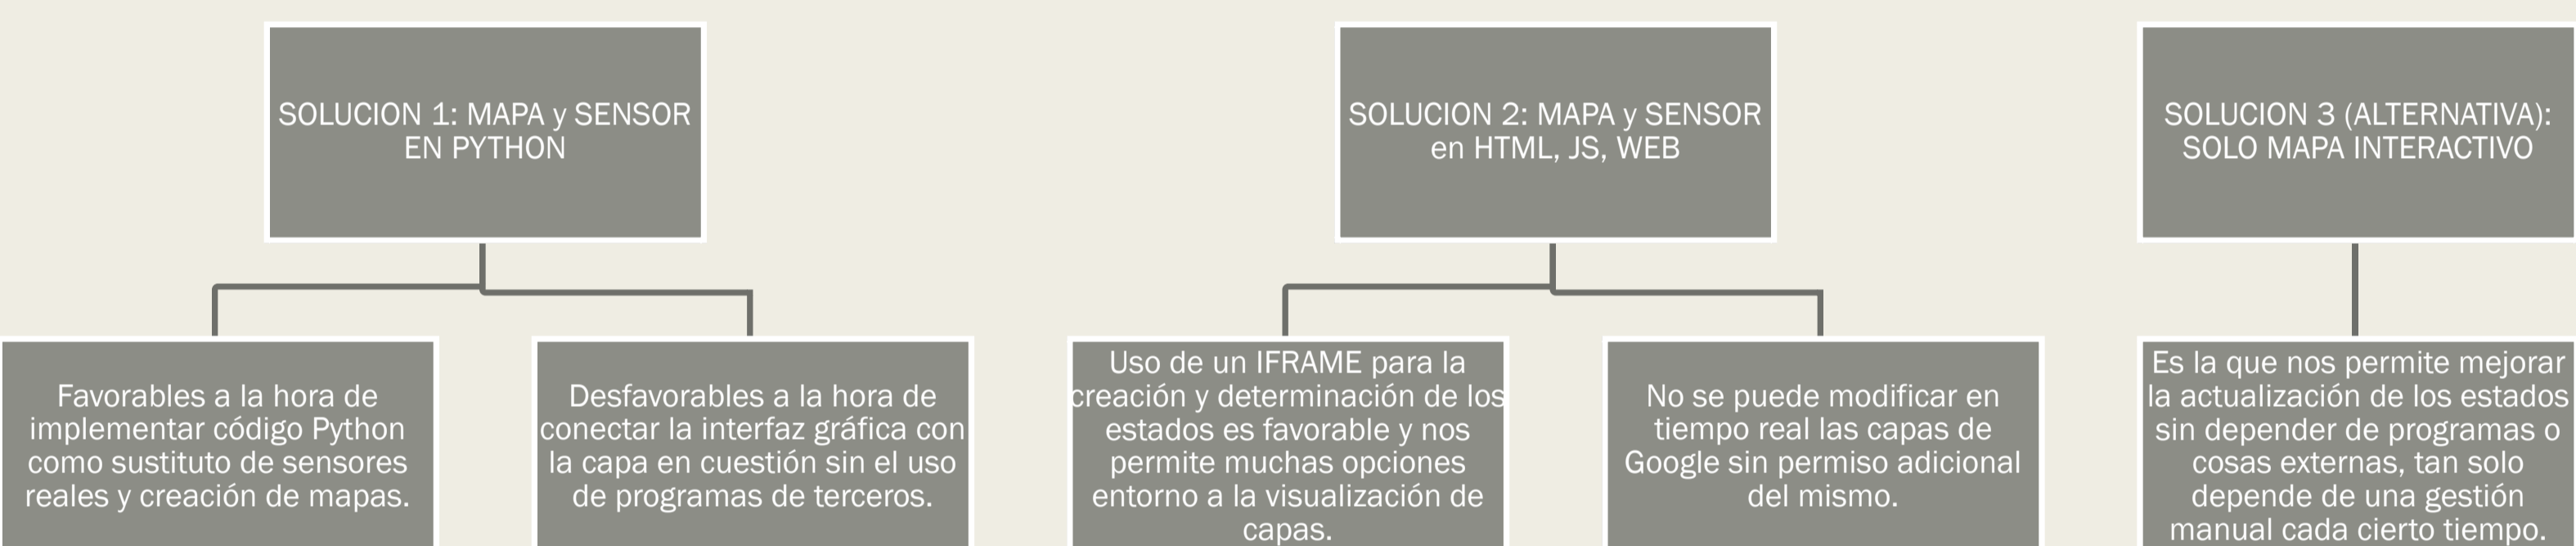 SOLUCION 1: MAPA y SENSOR
EN PYTHON
SOLUCION 2: MAPA y SENSOR
en HTML, JS, WEB
SOLUCION 3 (ALTERNATIVA):
SOLO MAPA INTERACTIVO
Favorables a la hora de
implementar código Python
como sustituto de sensores
reales y creación de mapas.
Desfavorables a la hora de
conectar la interfaz gráfica con
la capa en cuestión sin el uso
de programas de terceros.
Uso de un IFRAME para la
creación y determinación de los
estados es favorable y nos
permite muchas opciones
entorno a la visualización de
capas.
No se puede modificar en
tiempo real las capas de
Google sin permiso adicional
del mismo.
Es la que nos permite mejorar
la actualización de los estados
sin depender de programas o
cosas externas, tan solo
depende de una gestión
manual cada cierto tiempo.